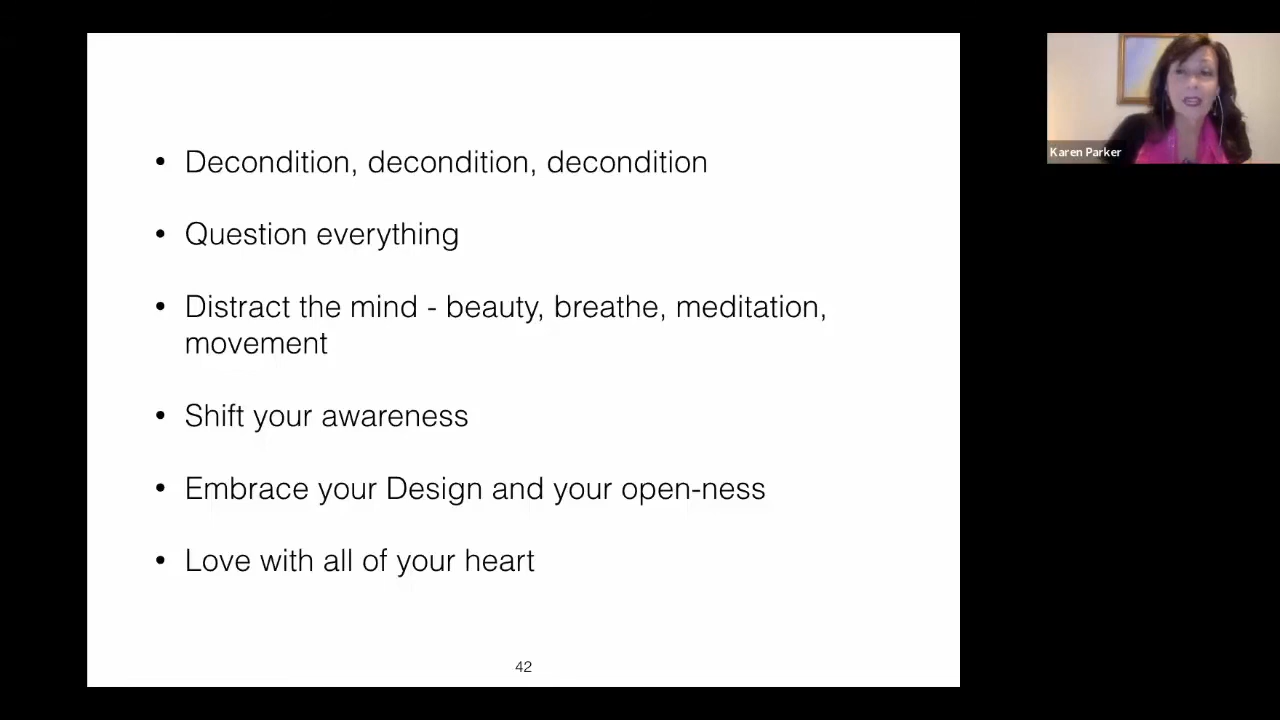 • Decondition, decondition, decondition
• Question everything
• Distract the mind - beauty, breathe, meditation,
movement
• Shift your awareness
• Embrace your Design and your open-ness
• Love with all of your heart
42
Karen Parker